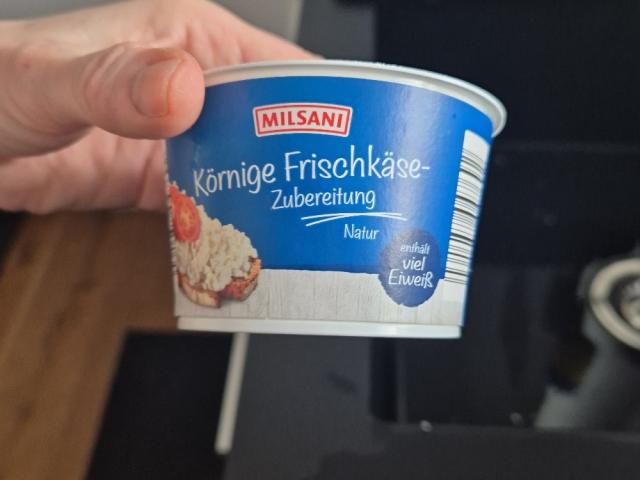 MILSANI
Körnige Frischkäse-
Zubereitung
Natur
enthält
viel
Eiweiß